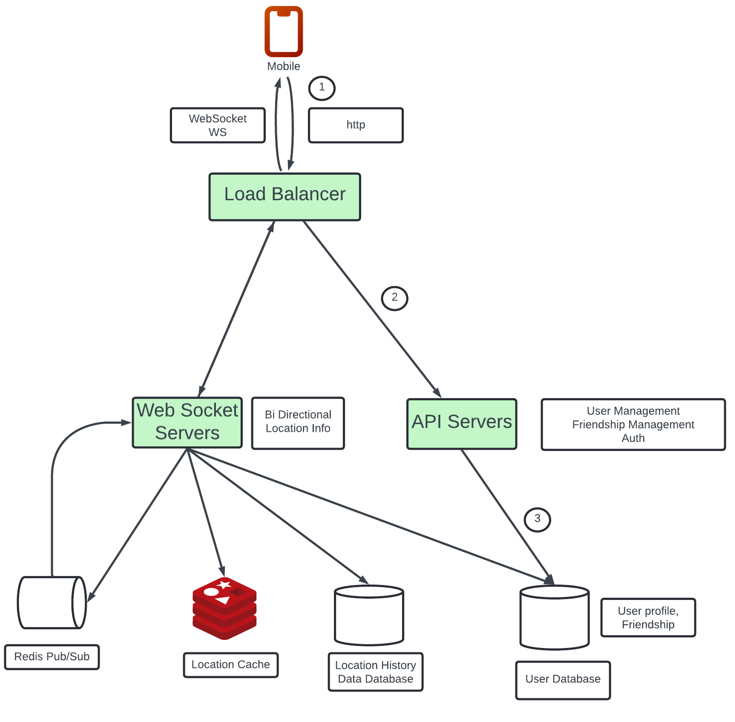 Mobile
1
WebSocket
WS
http
Load Balancer
2
Web Socket
Servers
Bi Directional
Location Info
API Servers
User Management
Friendship Management
Auth
3
User profile,
Friendship
Redis Pub/Sub
Location Cache
Location History
Data Database
User Database